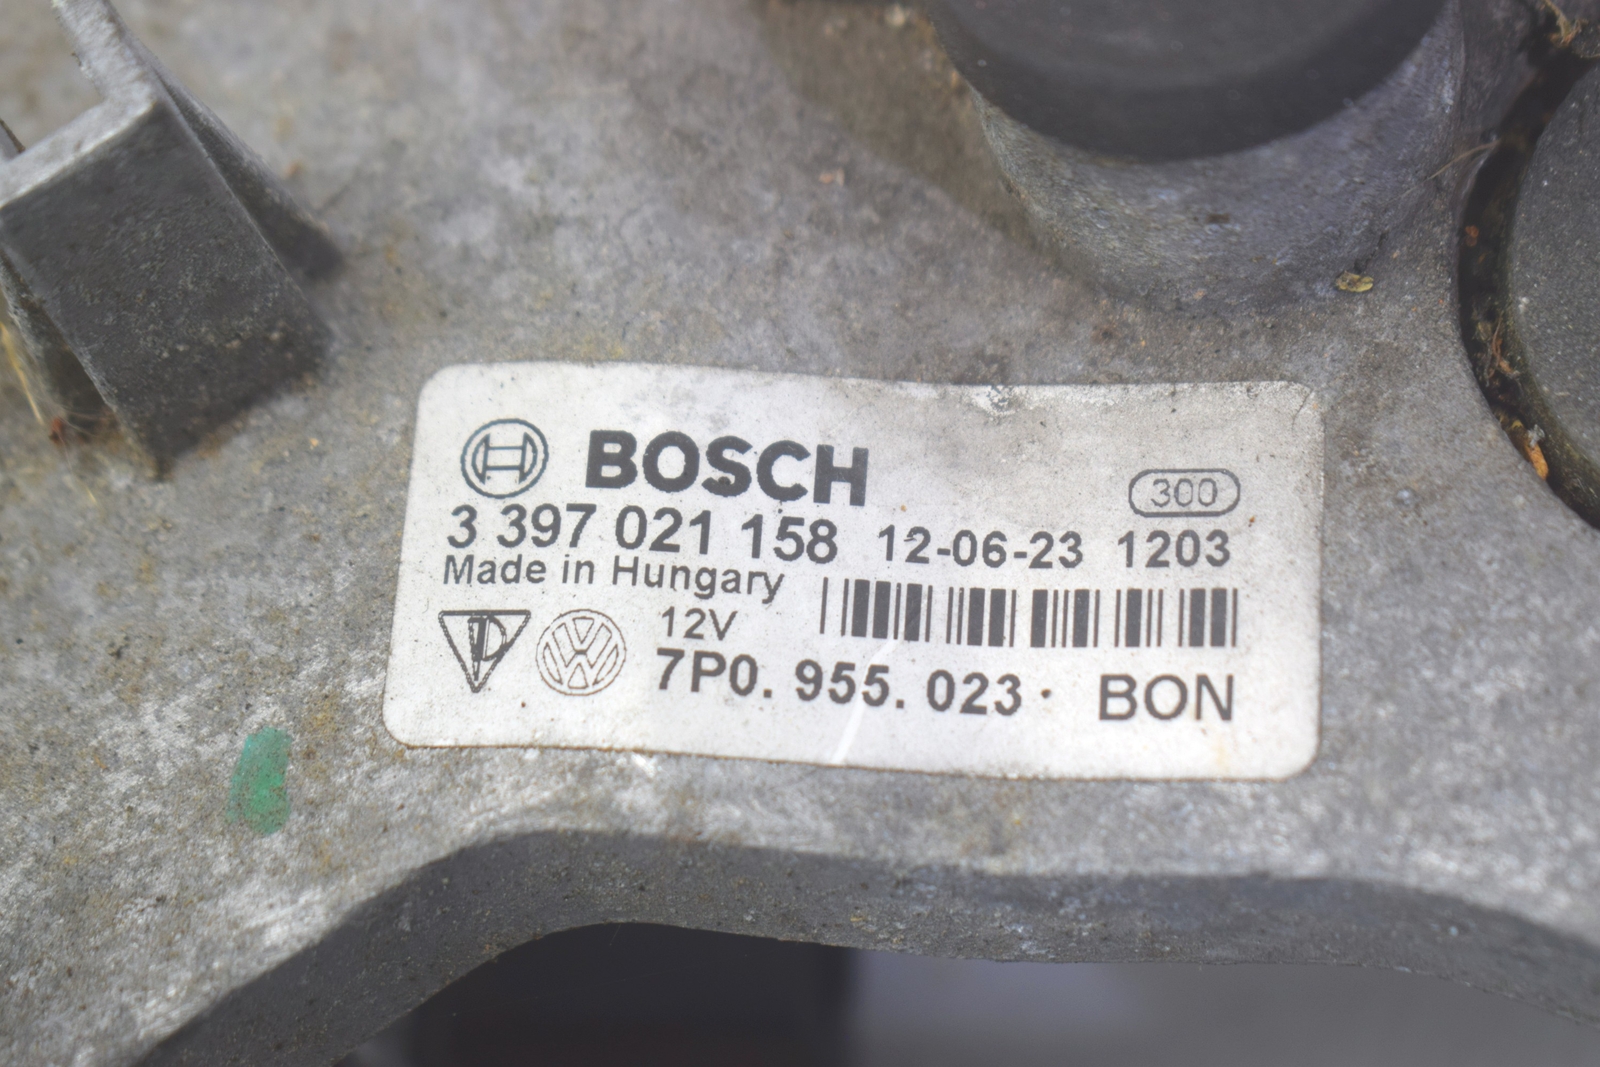 BOSCH
300
3 397 021 158 12-06-23 1203
Made in Hungary
12V
7P0. 955. 023 · BON